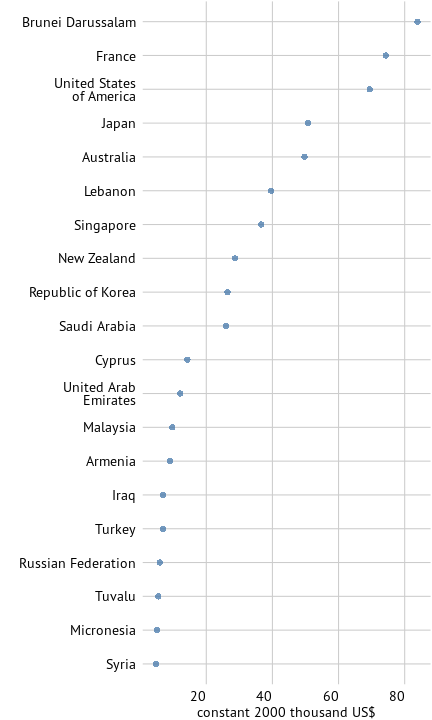 Brunei Darussalam
France
United States
of America
Japan
Australia
Lebanon
Singapore
New Zealand
Republic of Korea
Saudi Arabia
Cyprus
United Arab
Emirates
Malaysia
Armenia
Iraq
Turkey
Russian Federation
Tuvalu
Micronesia
Syria
20 40 60 80
constant 2000 thousand US$